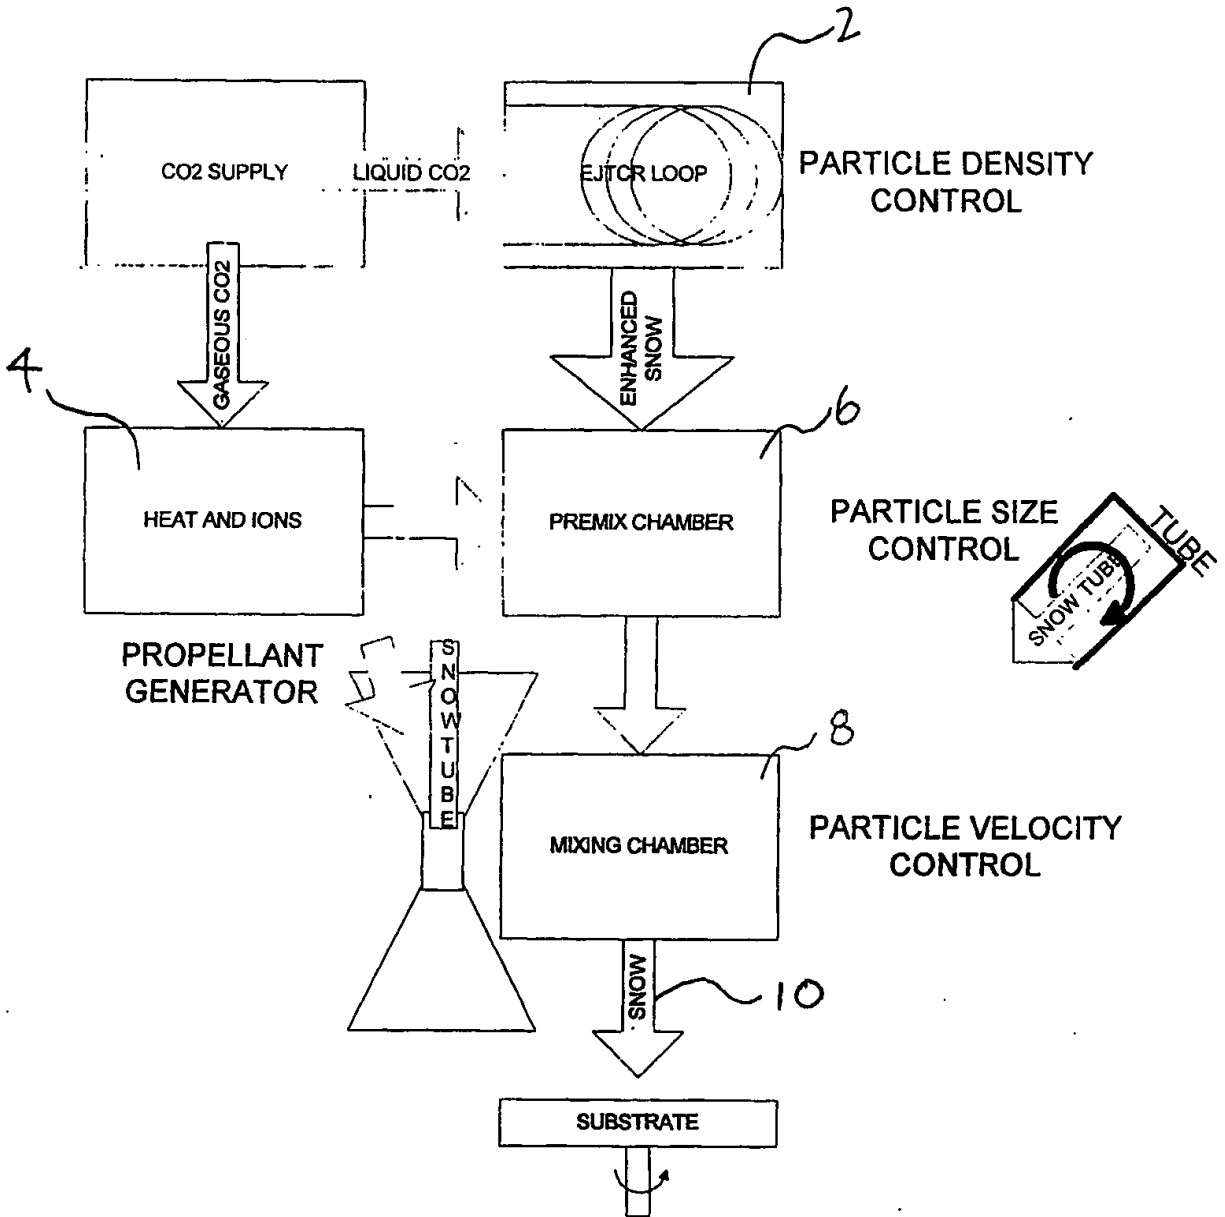 2
CO2 SUPPLY
LIQUID CO2
EJTCR LOOP
PARTICLE DENSITY
CONTROL
GASEOUS CO2
ENHANCED
SNOW
4
6
HEAT AND IONS
PREMIX CHAMBER
PARTICLE SIZE
CONTROL
TUBE
SNOW TUBE
PROPELLANT
GENERATOR
SNOWTUBE
8
MIXING CHAMBER
PARTICLE VELOCITY
CONTROL
SNOW
10
SUBSTRATE